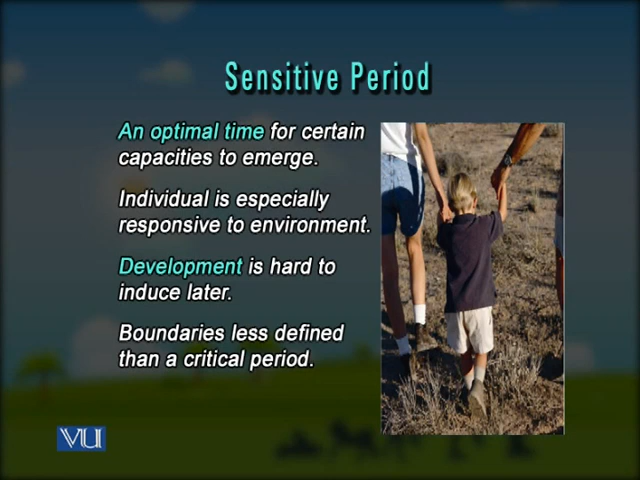 Sensitive Period
An optimal time for certain
capacities to emerge.
Individual is especially
responsive to environment.
Development is hard to
induce later.
Boundaries less defined
than a critical period.
VU